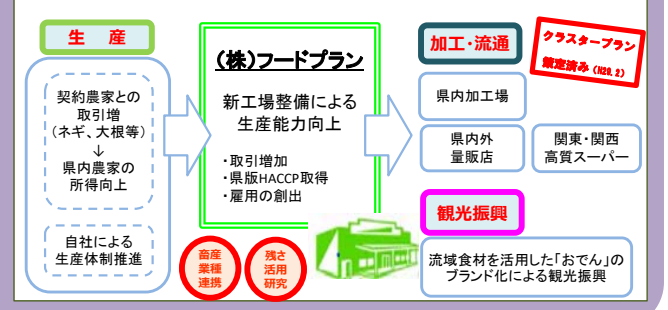 生 産
契約農家との
取引増
(ネギ、大根等)
↓
県内農家の
所得向上
自社による
生産体制推進
(株)フードプラン
新工場整備による
生産能力向上
・取引増加
・県版HACCP取得
・雇用の創出
畜産
業種
連携
残さ
活用
研究
加工・流通
クラスタープラン
策定済み(H29.2)
県内加工場
県内外
量販店
関東・関西
高質スーパー
観光振興
流域食材を活用した「おでん」の
ブランド化による観光振興